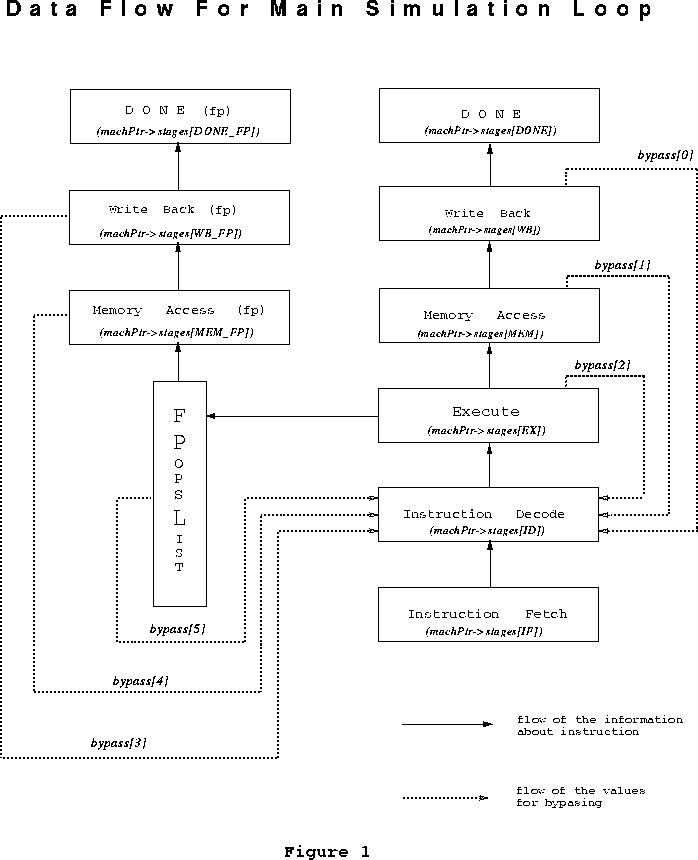 Data Flow For Main Simulation Loop
D O N E (fp)
(machPtr->stages[DONE_FP])
D O N E
(machPtr->stages[DONE])
bypass[0]
Write Back (fp)
(machPtr->stages[WB_FP])
Write Back
(machPtr->stages[WB])
bypass[1]
Memory Access (fp)
(machPtr->stages[MEM_FP])
Memory Access
(machPtr->stages[MEM])
bypass[2]
FP OPS LIST
Execute
(machPtr->stages[EX])
Instruction Decode
(machPtr->stages[ID])
Instruction Fetch
(machPtr->stages[IF])
bypass[5]
bypass[4]
bypass[3]
flow of the information
about instruction
flow of the values
for bypasing
Figure 1